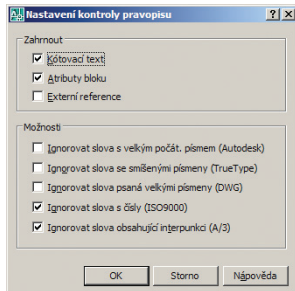 Nastavení kontroly pravopisu
Zahrnout
Kótovací text
Atributy bloku
Externí reference
Možnosti
Ignorovat slova s velkým počát. písmem (Autodesk)
Ignorovat slova se smíšenými písmeny (TrueType)
Ignorovat slova psaná velkými písmeny (DWG)
Ignorovat slova s čísly (ISO9000)
Ignorovat slova obsahující interpunkci (A/3)
OK Storno Nápověda